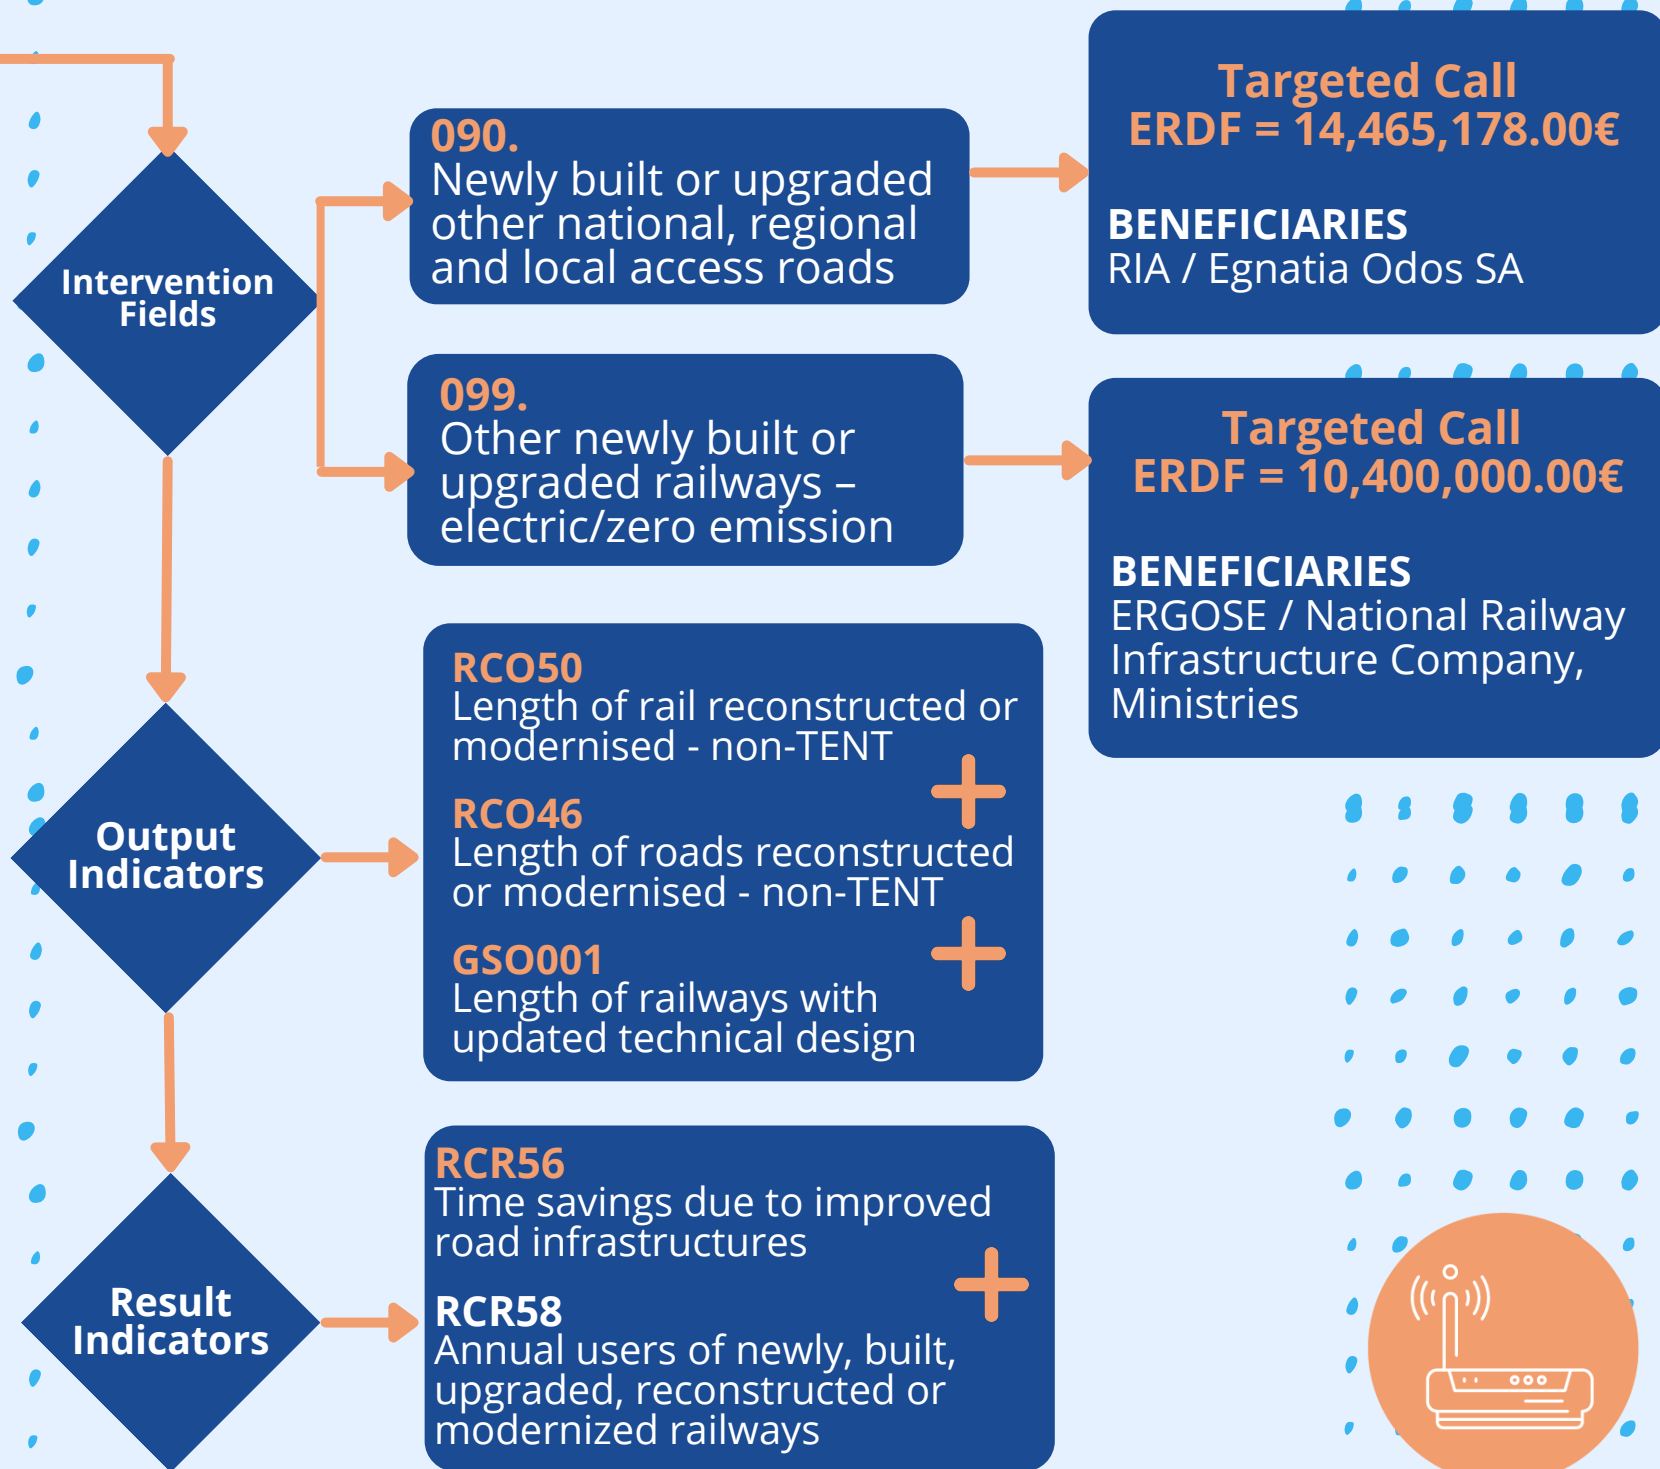 Intervention
Fields
090.
Newly built or upgraded
other national, regional
and local access roads
Targeted Call
ERDF = 14,465,178.00€
BENEFICIARIES
RIA / Egnatia Odos SA
099.
Other newly built or
upgraded railways –
electric/zero emission
Targeted Call
ERDF = 10,400,000.00€
BENEFICIARIES
ERGOSE / National Railway
Infrastructure Company,
Ministries
Output
Indicators
RCO50
Length of rail reconstructed or
modernised - non-TENT
RCO46
Length of roads reconstructed
or modernised - non-TENT
GSO001
Length of railways with
updated technical design
Result
Indicators
RCR56
Time savings due to improved
road infrastructures
RCR58
Annual users of newly, built,
upgraded, reconstructed or
modernized railways